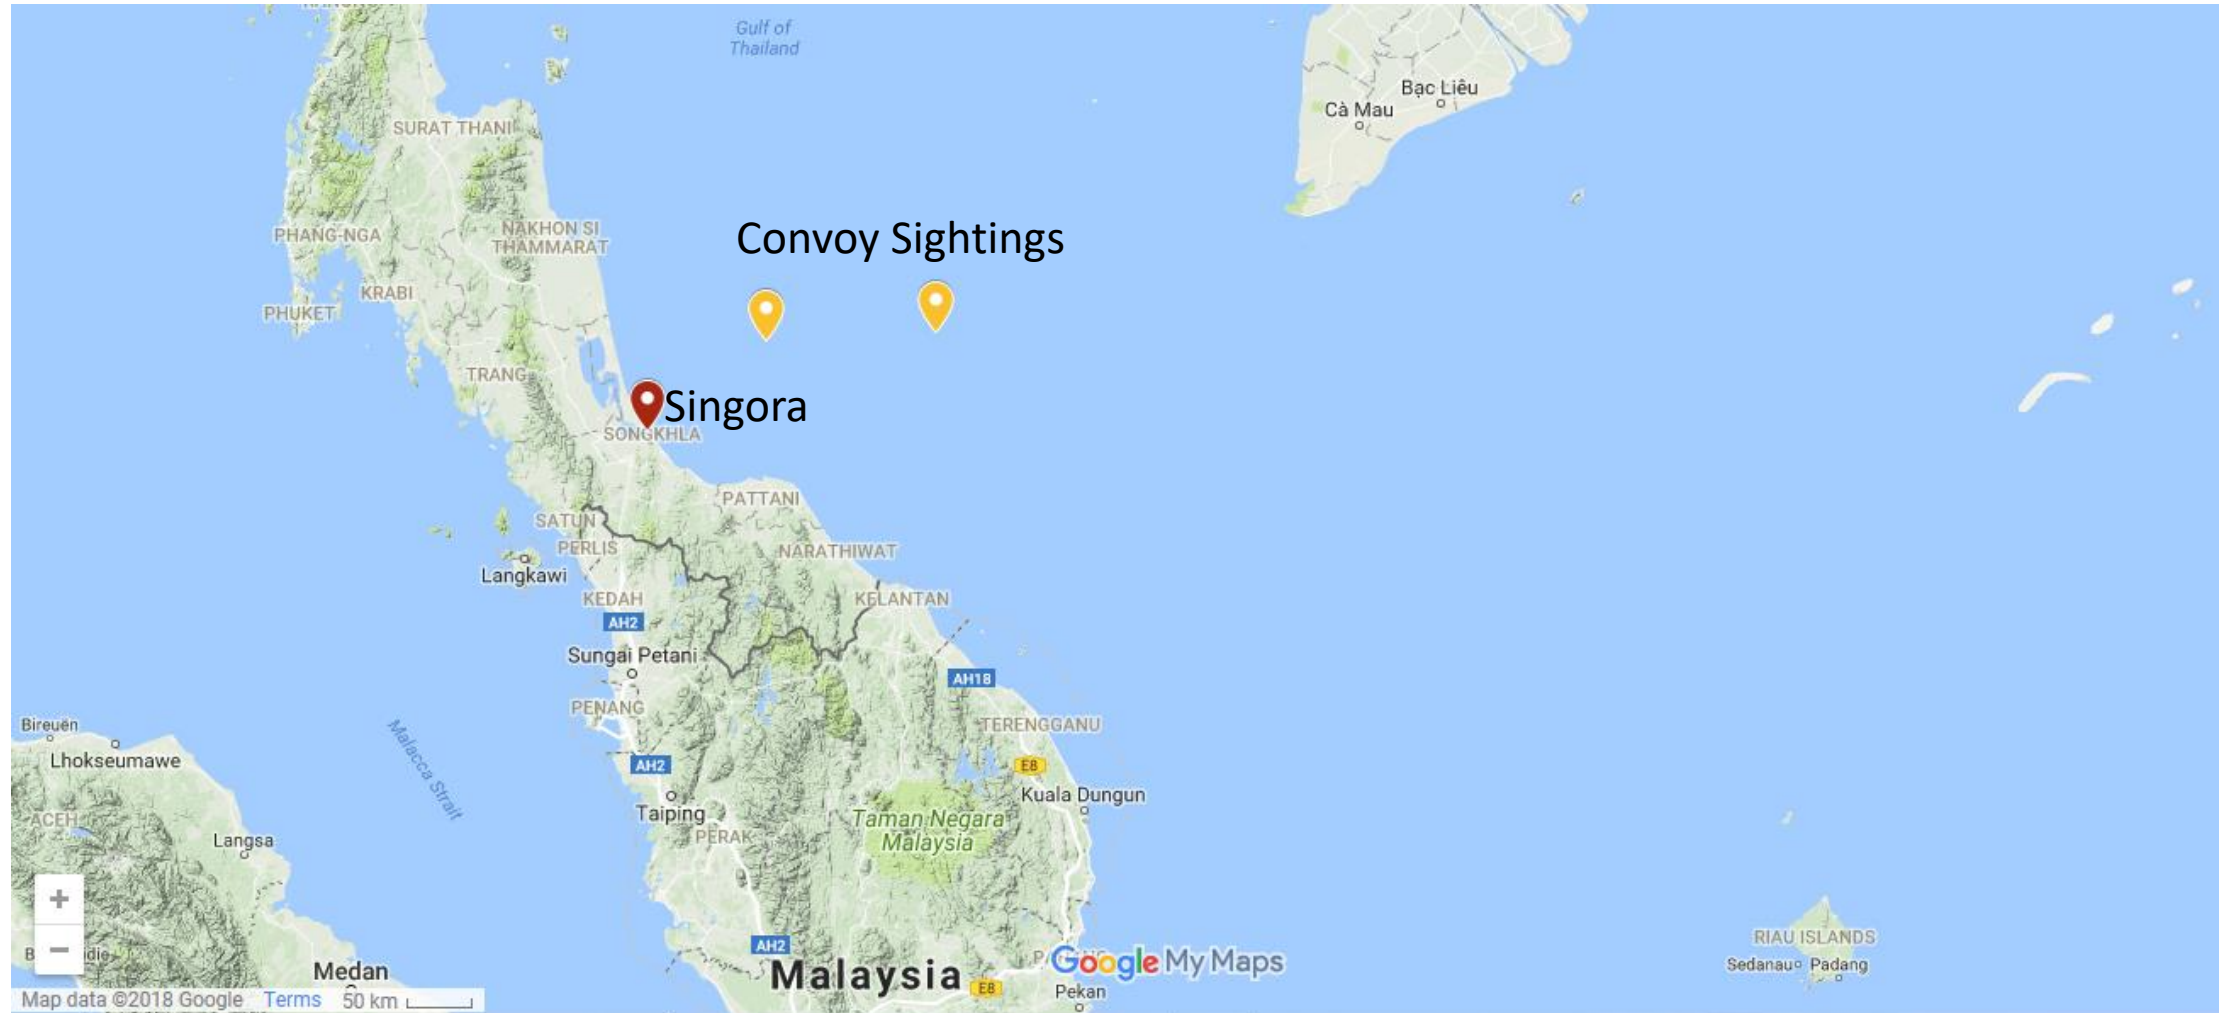 Gulf of
Thailand
Bạc Liêu
Cà Mau
SURAT THANI
NAKHON SI
THAMMARAT
PHANG-NGA
Convoy Sightings
KRABI
PHUKET
TRANG
Singora
SONGKHLA
PATTANI
SATUN
PERLIS
NARATHIWAT
Langkawi
KEDAH
KELANTAN
AH2
Sungai Petani
AH18
PENANG
TERENGGANU
Bireuën
Lhokseumawe
Malacca Strait
AH2
E8
Kuala Dungun
Taiping
PERAK
Taman Negara
Malaysia
ACEH
Langsa
+
−
AH2
RIAU ISLANDS
Sedanau
Padang
Google My Maps
Medan
Malaysia
E8
Pekan
Map data ©2018 Google
Terms
50 km